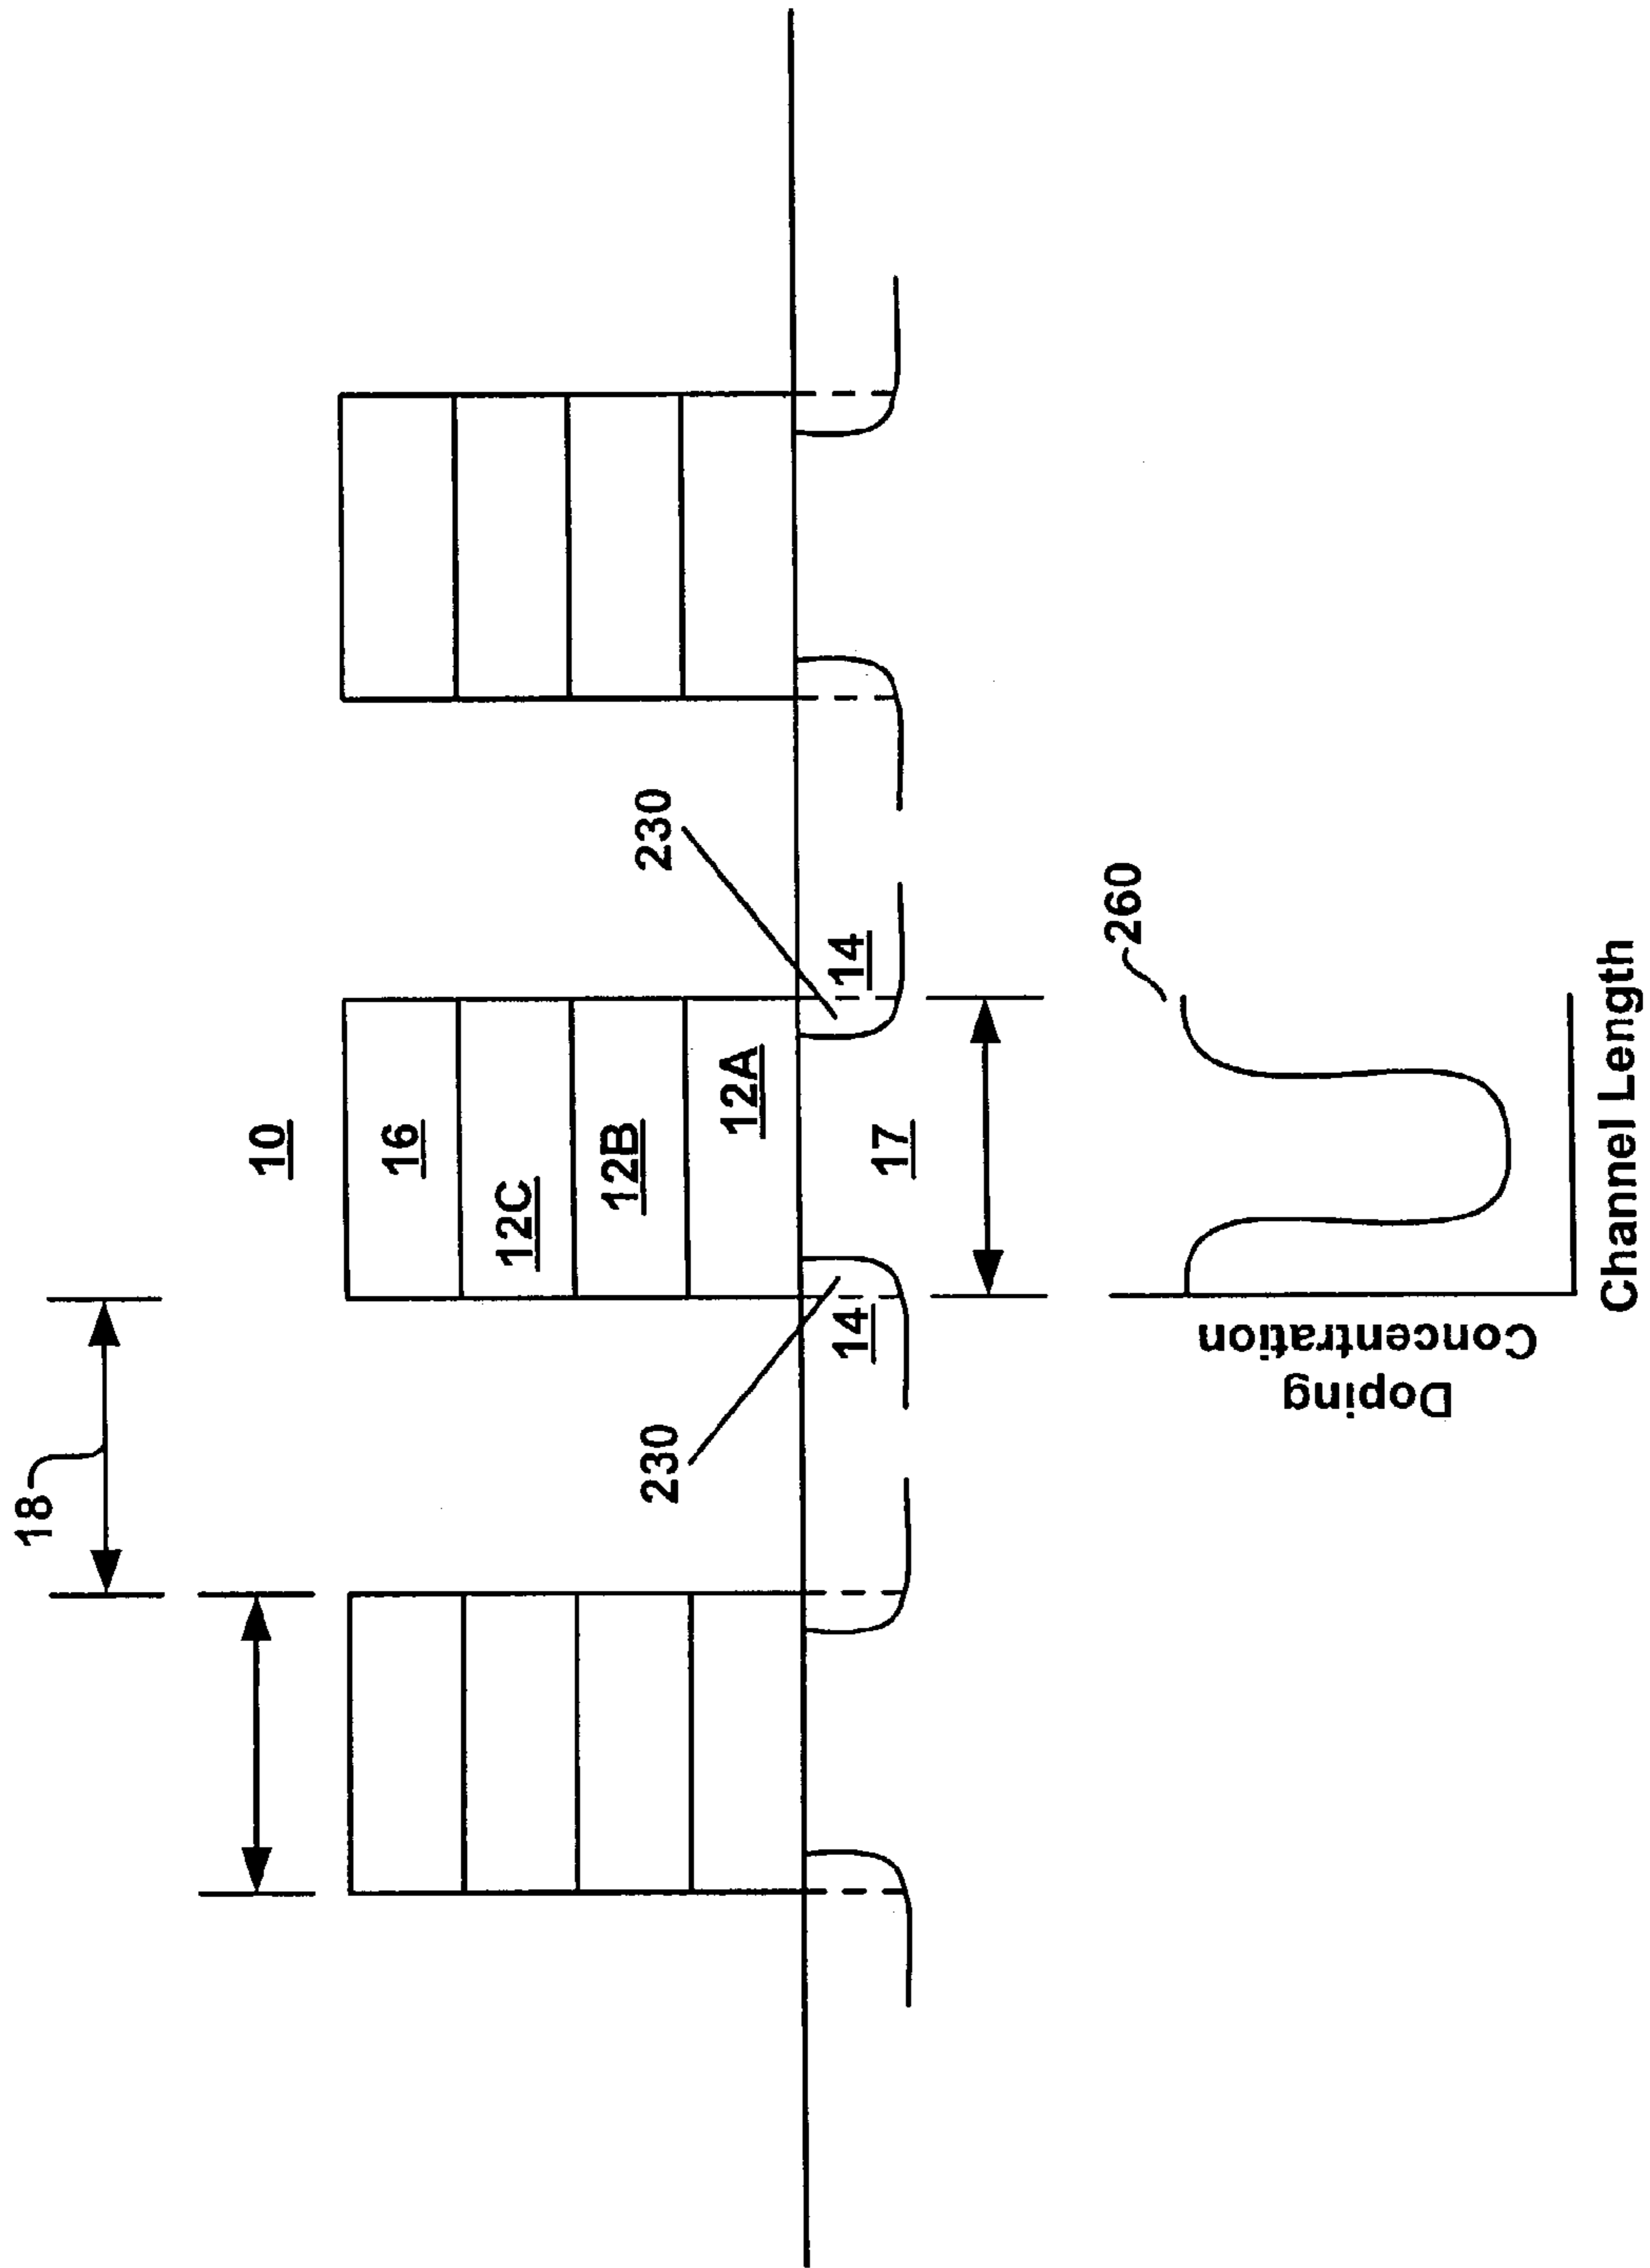 18
10
16
12C
12B
12A
230
230
14
14
17
260
Doping
Concentration
Channel Length